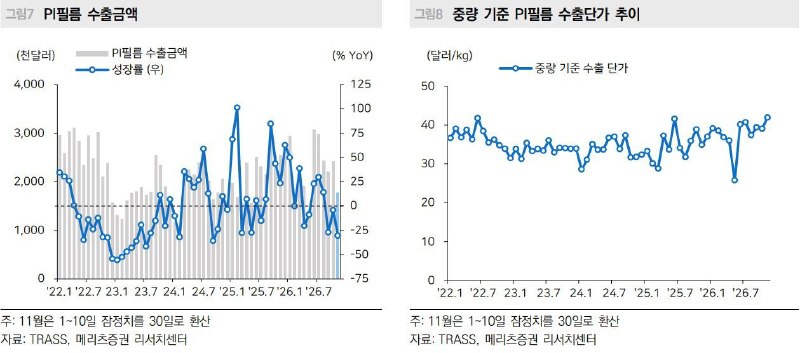 그림7 PI필름 수출금액
(천달러) (% YoY)
PI필름 수출금액
성장률 (우)
4,000
3,000
2,000
1,000
0
125
100
75
50
25
0
-25
-50
-75
'22.1 '22.7 23.1 23.7 24.1 24.7 '25.1 '25.7 '26.1 '26.7
주: 11월은 1~10일 잠정치를 30일로 환산
자료: TRASS, 메리츠증권 리서치센터
그림8 중량 기준 PI필름 수출단가 추이
(달러/kg)
중량 기준 수출 단가
50
40
30
20
10
0
'22.1 '22.7 23.1 23.7 24.1 24.7 '25.1 '25.7 '26.1 '26.7
주: 11월은 1~10일 잠정치를 30일로 환산
자료: TRASS, 메리츠증권 리서치센터